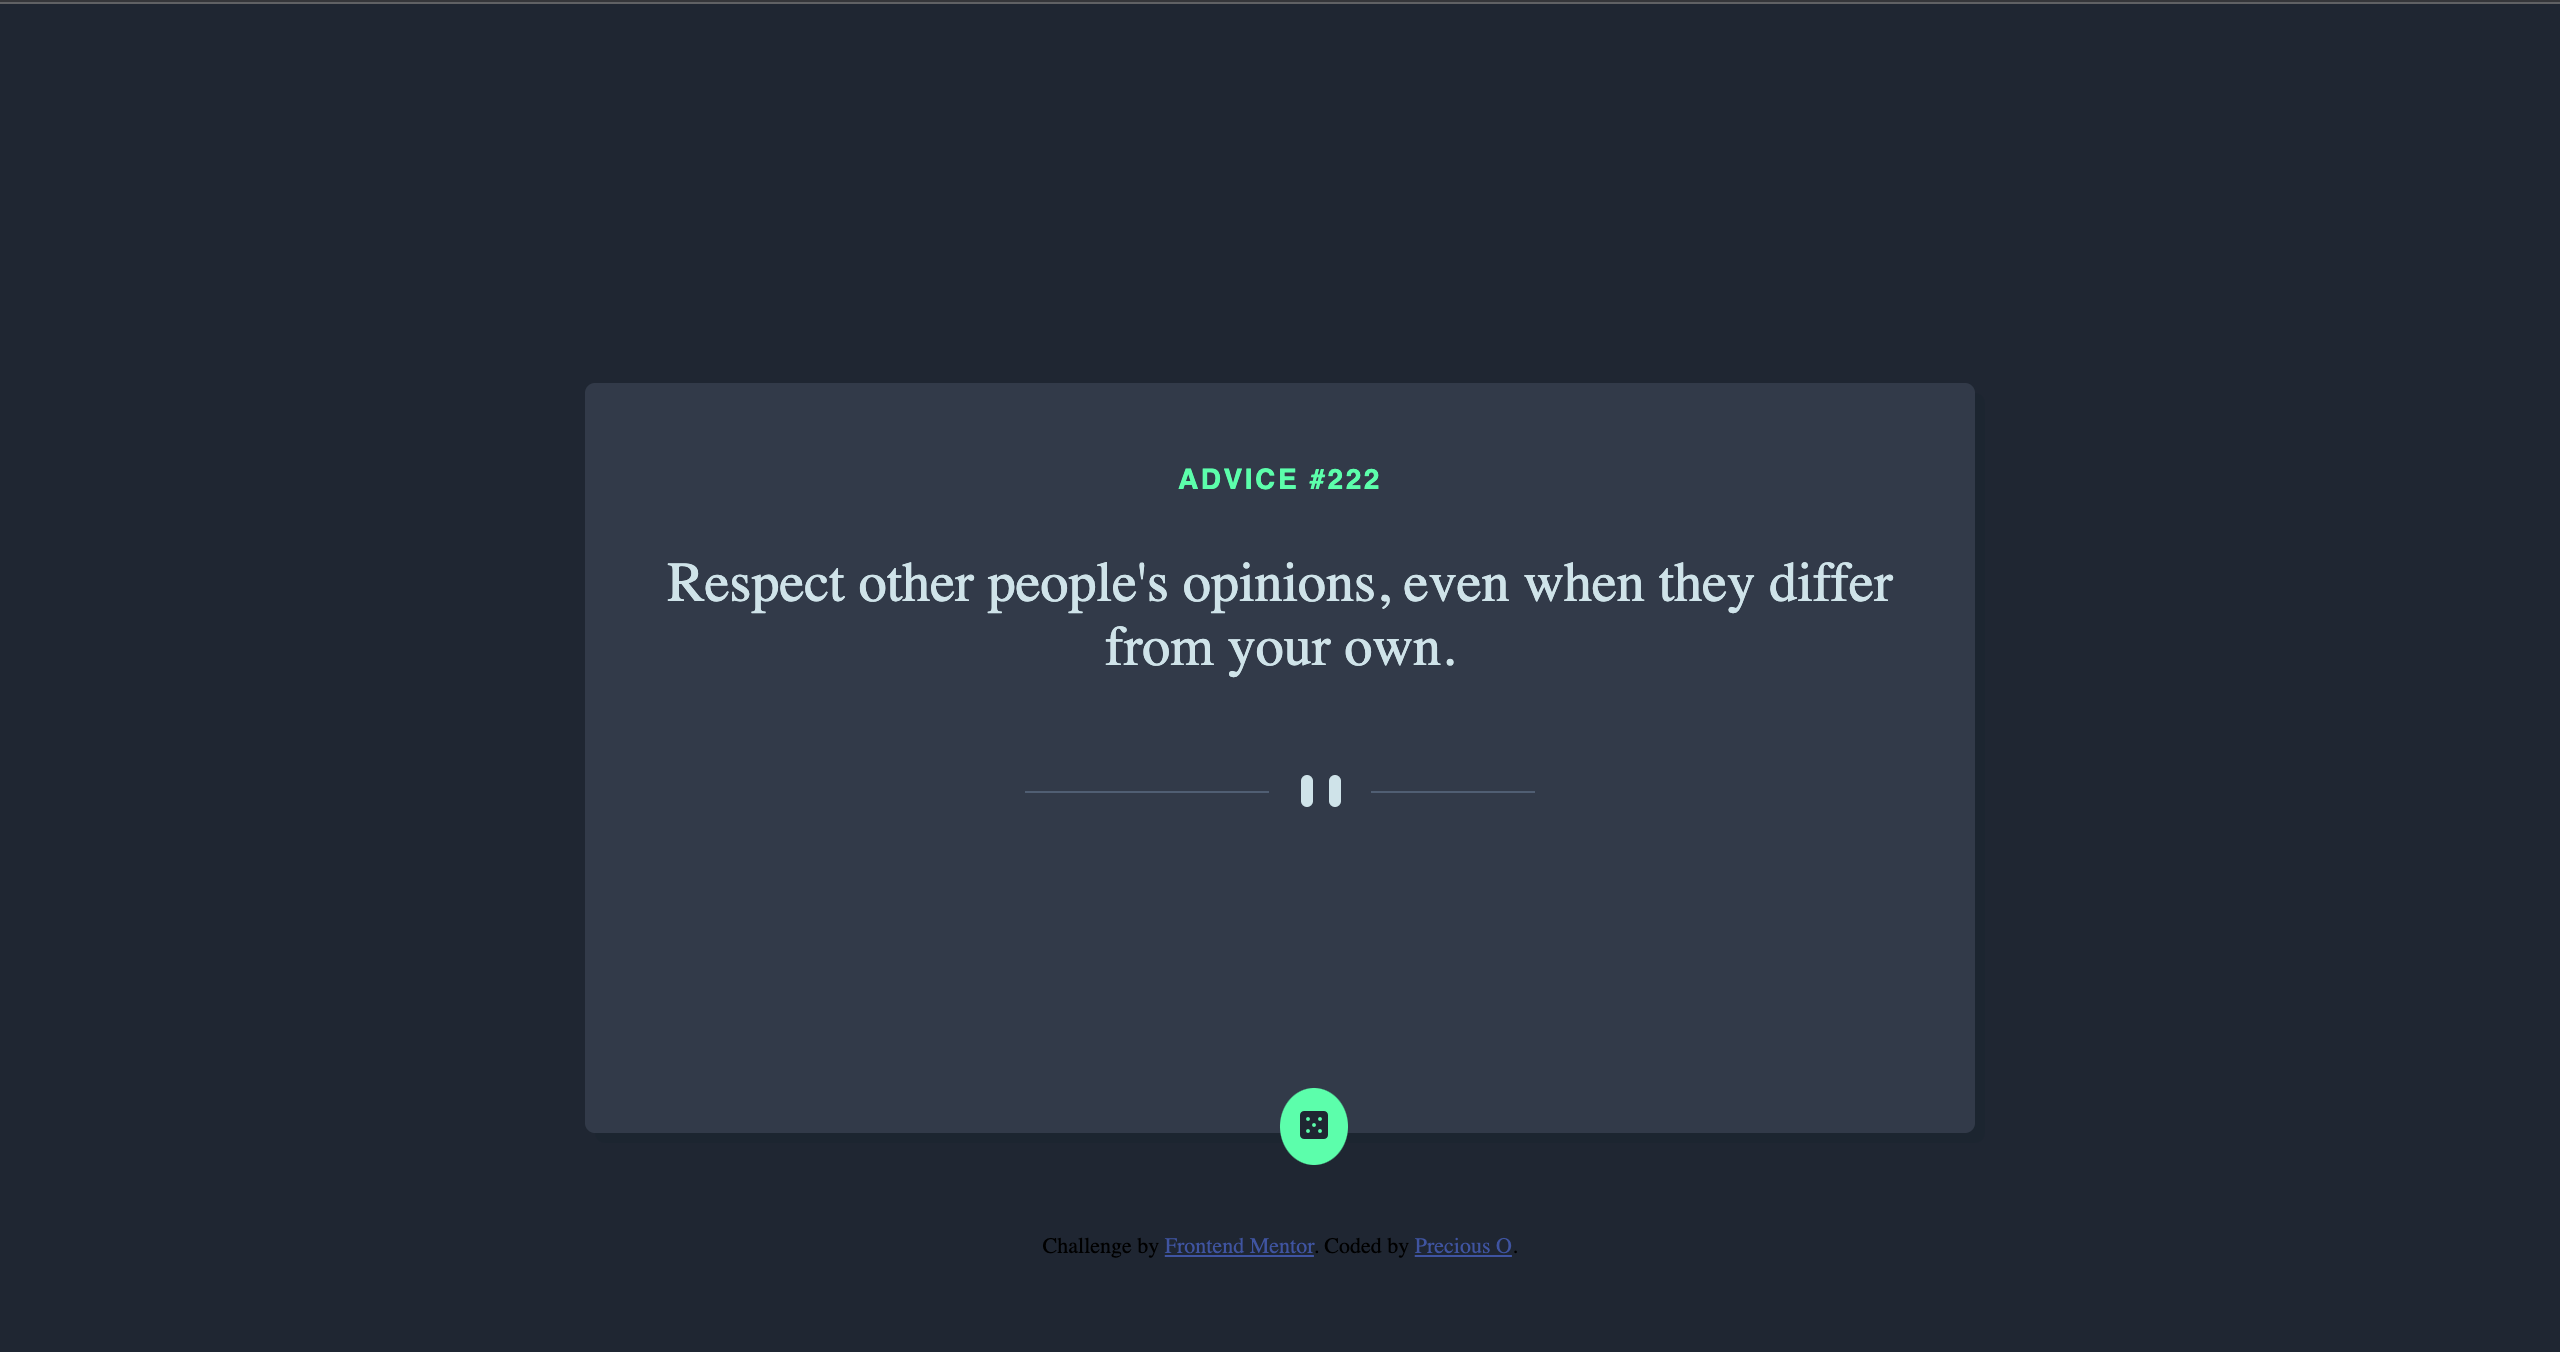 ADVICE #222
Respect other people's opinions, even when they differ
from your own.
Challenge by Frontend Mentor. Coded by Precious O.